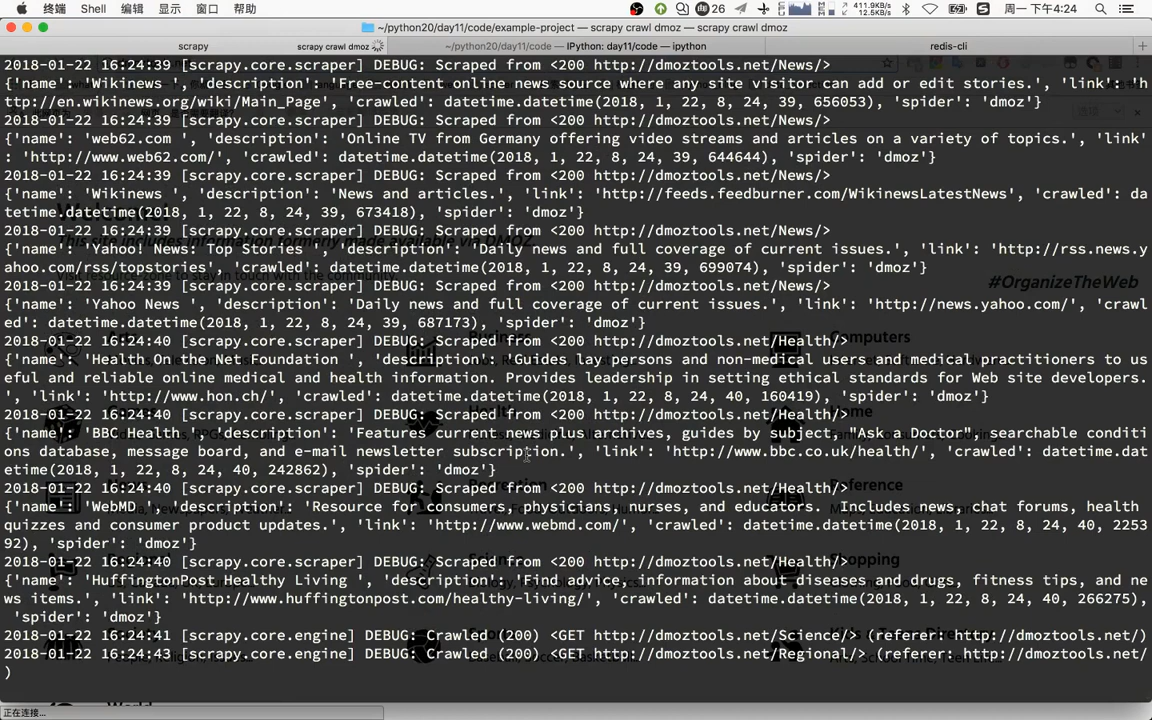 终端 Shell 编辑 显示 窗口 帮助 26 411.9KB/s 12.5KB/s 周一 下午4:24
~/python20/day11/code/example-project — scrapy crawl dmoz — scrapy crawl dmoz
scrapy scrapy crawl dmoz ~/python20/day11/code — IPython: day11/code — ipython redis-cli
2018-01-22 16:24:39 [scrapy.core.scraper] DEBUG: Scraped from <200 http://dmoztools.net/News/>
{'name': 'Wikinews ', 'description': 'Free-content online news source where any site visitor can add or edit stories.', 'link': 'h
ttp://en.wikinews.org/wiki/Main_Page', 'crawled': datetime.datetime(2018, 1, 22, 8, 24, 39, 656053), 'spider': 'dmoz'}
2018-01-22 16:24:39 [scrapy.core.scraper] DEBUG: Scraped from <200 http://dmoztools.net/News/>
{'name': 'web62.com ', 'description': 'Online TV from Germany offering video streams and articles on a variety of topics.', 'link'
: 'http://www.web62.com/', 'crawled': datetime.datetime(2018, 1, 22, 8, 24, 39, 644644), 'spider': 'dmoz'}
2018-01-22 16:24:39 [scrapy.core.scraper] DEBUG: Scraped from <200 http://dmoztools.net/News/>
{'name': 'Wikinews ', 'description': 'News and articles.', 'link': 'http://feeds.feedburner.com/WikinewsLatestNews', 'crawled': da
tetime.datetime(2018, 1, 22, 8, 24, 39, 673418), 'spider': 'dmoz'}
2018-01-22 16:24:39 [scrapy.core.scraper] DEBUG: Scraped from <200 http://dmoztools.net/News/>
{'name': 'Yahoo News: Top Stories ', 'description': 'Daily news and full coverage of current issues.', 'link': 'http://rss.news.y
ahoo.com/rss/topstories', 'crawled': datetime.datetime(2018, 1, 22, 8, 24, 39, 699074), 'spider': 'dmoz'}
2018-01-22 16:24:39 [scrapy.core.scraper] DEBUG: Scraped from <200 http://dmoztools.net/News/>
#OrganizeTheWeb
{'name': 'Yahoo News ', 'description': 'Daily news and full coverage of current issues.', 'link': 'http://news.yahoo.com/', 'crawl
ed': datetime.datetime(2018, 1, 22, 8, 24, 39, 687173), 'spider': 'dmoz'}
2018-01-22 16:24:40 [scrapy.core.scraper] DEBUG: Scraped from <200 http://dmoztools.net/Health/>
Computers
{'name': 'Health On the Net Foundation ', 'description': 'Guides lay persons and non-medical users and medical practitioners to us
eful and reliable online medical and health information. Provides leadership in setting ethical standards for Web site developers.
', 'link': 'http://www.hon.ch/', 'crawled': datetime.datetime(2018, 1, 22, 8, 24, 40, 160419), 'spider': 'dmoz'}
2018-01-22 16:24:40 [scrapy.core.scraper] DEBUG: Scraped from <200 http://dmoztools.net/Health/>
{'name': 'BBC Health ', 'description': 'Features current news plus archives, guides by subject, "Ask a Doctor", searchable conditi
ons database, message board, and e-mail newsletter subscription.', 'link': 'http://www.bbc.co.uk/health/', 'crawled': datetime.dat
etime(2018, 1, 22, 8, 24, 40, 242862), 'spider': 'dmoz'}
2018-01-22 16:24:40 [scrapy.core.scraper] DEBUG: Scraped from <200 http://dmoztools.net/Health/>
Reference
{'name': 'WebMD ', 'description': 'Resource for consumers, physicians, nurses, and educators.  Includes news, chat forums, health
quizzes and consumer product updates.', 'link': 'http://www.webmd.com/', 'crawled': datetime.datetime(2018, 1, 22, 8, 24, 40, 2253
92), 'spider': 'dmoz'}
2018-01-22 16:24:40 [scrapy.core.scraper] DEBUG: Scraped from <200 http://dmoztools.net/Health/>
Shopping
{'name': 'Huffington Post: Healthy Living ', 'description': 'Find advice, information about diseases and drugs, fitness tips, and ne
ws items.', 'link': 'http://www.huffingtonpost.com/healthy-living/', 'crawled': datetime.datetime(2018, 1, 22, 8, 24, 40, 266275),
'spider': 'dmoz'}
2018-01-22 16:24:41 [scrapy.core.engine] DEBUG: Crawled (200) <GET http://dmoztools.net/Science/> (referer: http://dmoztools.net/)
2018-01-22 16:24:43 [scrapy.core.engine] DEBUG: Crawled (200) <GET http://dmoztools.net/Regional/> (referer: http://dmoztools.net/
)
正在连接...